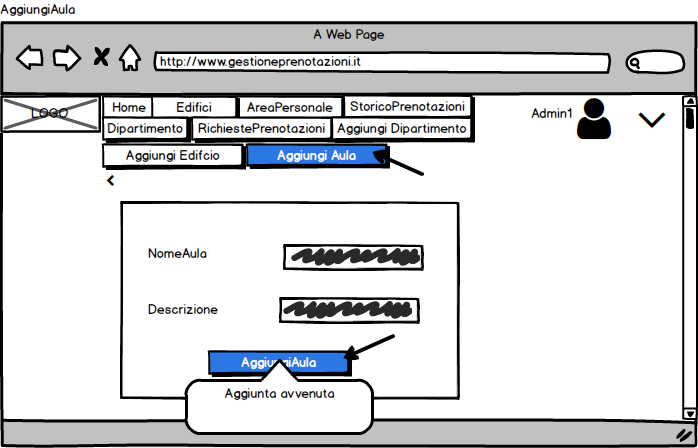 AggiungiAula
A Web Page
http://www.gestioneprenotazioni.it
LOGO
Home Edifici AreaPersonale StoricoPrenotazioni
Admin1
Dipartimento RichiestePrenotazioni Aggiungi Dipartimento
Aggiungi Edifcio Aggiungi Aula
NomeAula
Descrizione
AggiungiAula
Aggiunta avvenuta